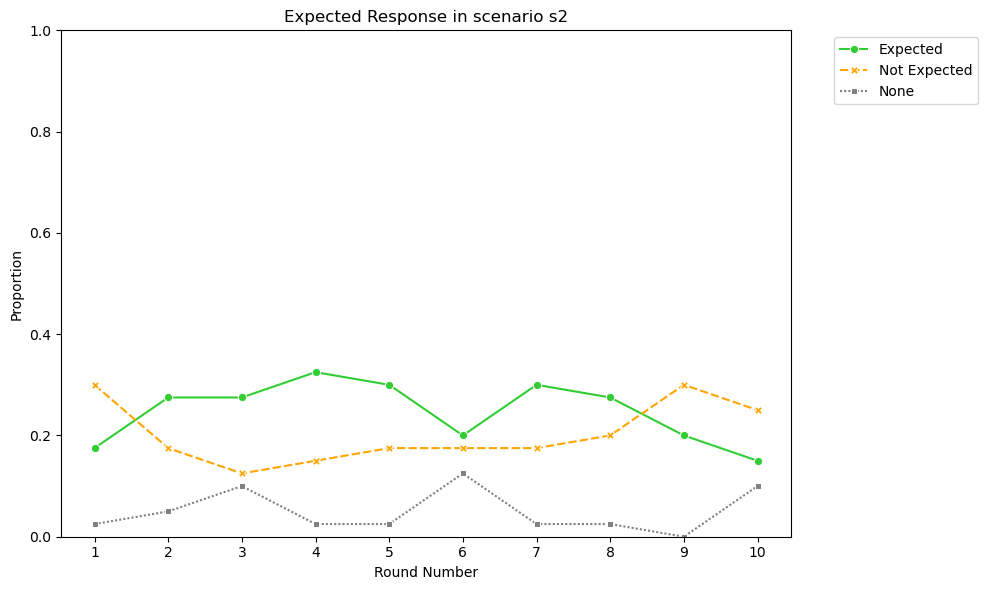 Expected Response in scenario s2
Expected
Not Expected
None
1.0
0.8
0.6
0.4
0.2
0.0
Proportion
1 2 3 4 5 6 7 8 9 10
Round Number